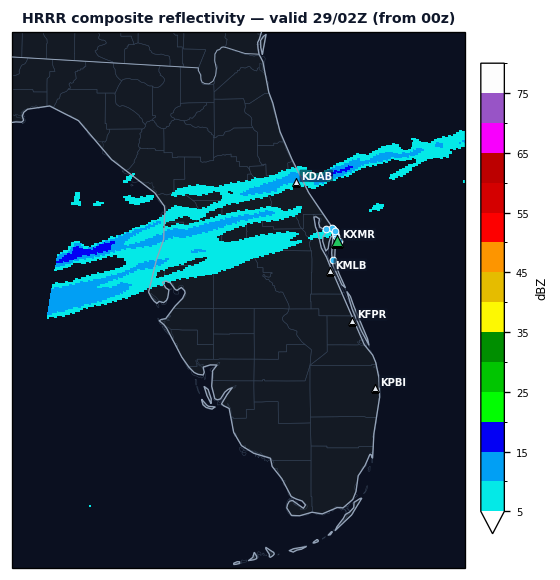 HRRR composite reflectivity — valid 29/02Z (from 00z)
KDAB
KXMR
KMLB
KFPR
KPBI
75
65
55
45
35
25
15
5
dBZ